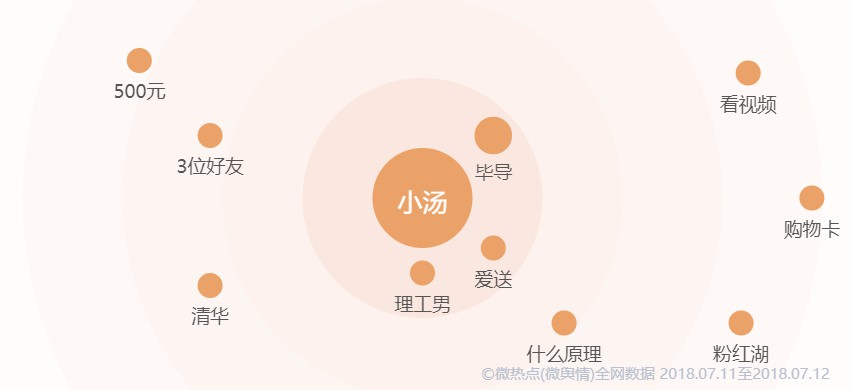 500元
看视频
3位好友
毕导
小汤
购物卡
爱送
理工男
清华
什么原理
粉红湖
©微热点(微舆情)全网数据 2018.07.11至2018.07.12